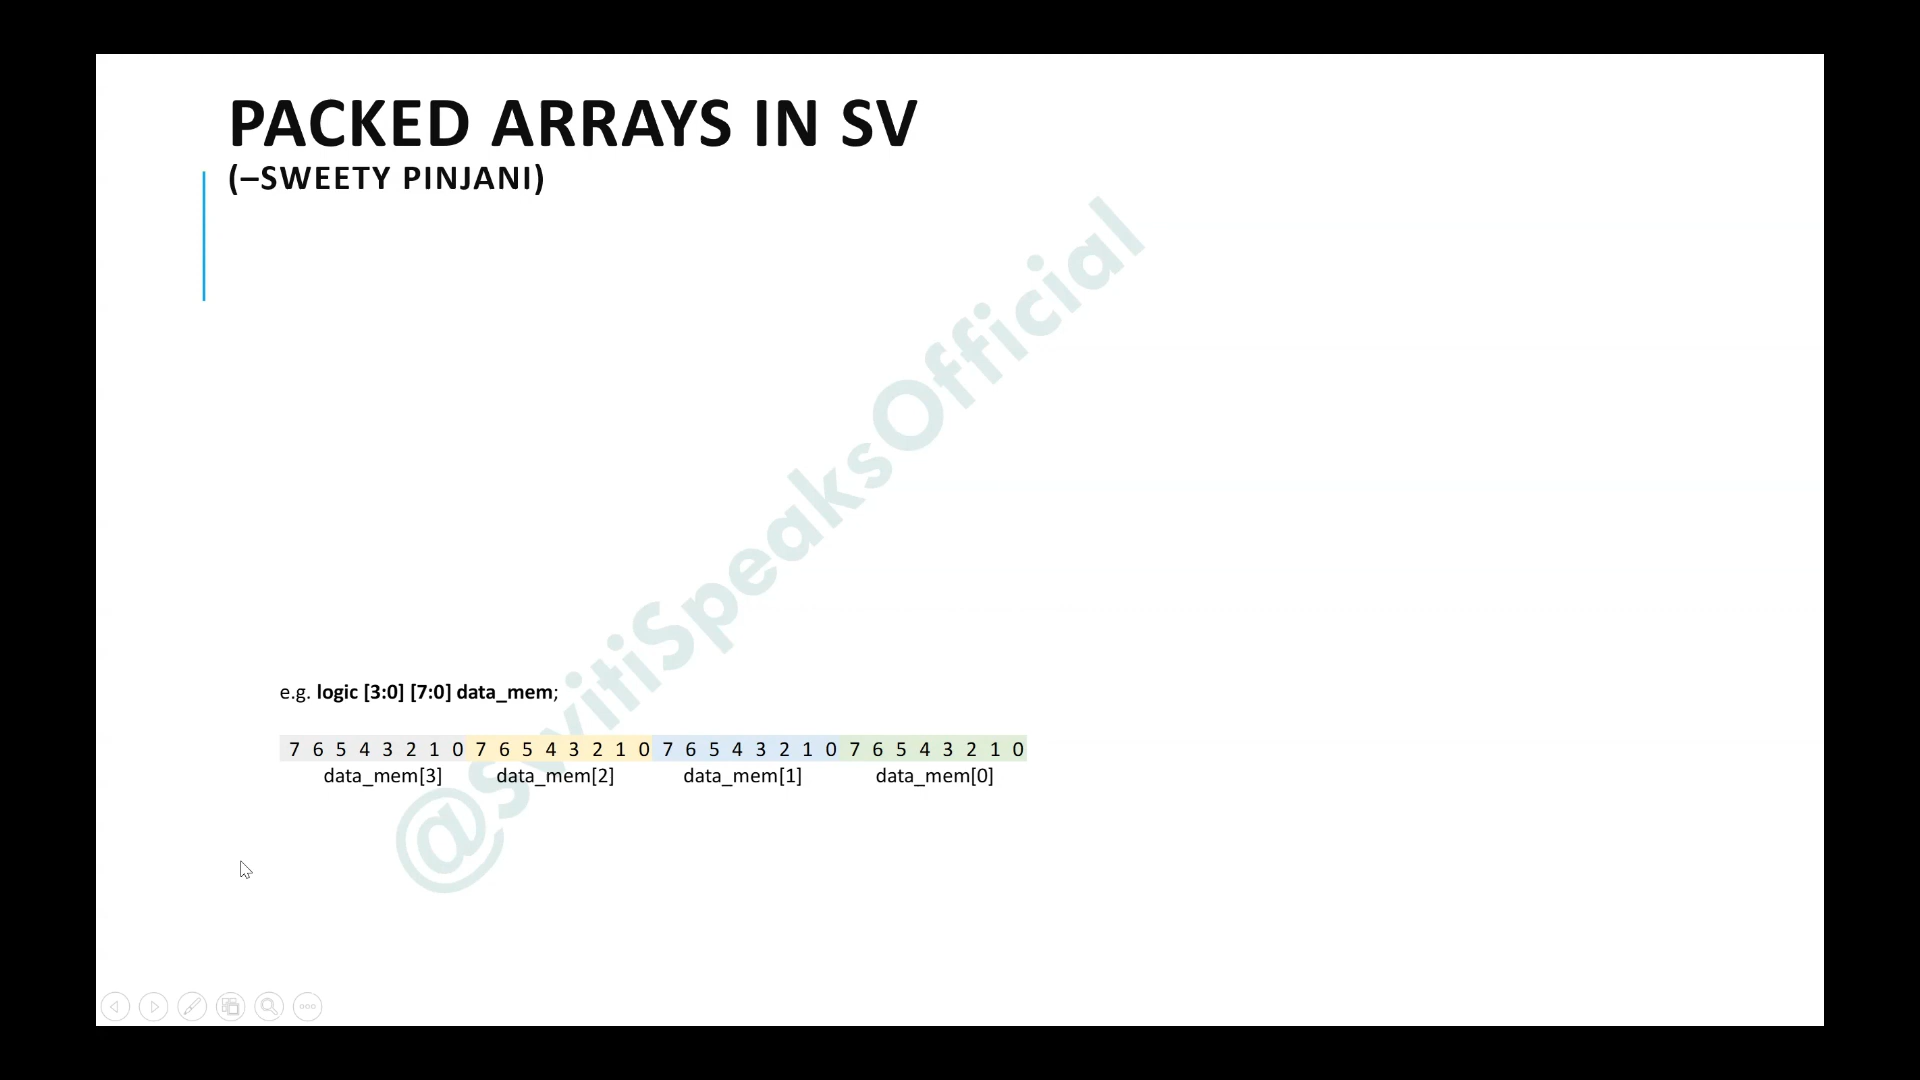 PACKED ARRAYS IN SV
(–SWEETY PINJANI)
@SvitiSpeaksOfficial
e.g. logic [3:0] [7:0] data_mem;
7 6 5 4 3 2 1 0 7 6 5 4 3 2 1 0 7 6 5 4 3 2 1 0 7 6 5 4 3 2 1 0
data_mem[3] data_mem[2] data_mem[1] data_mem[0]